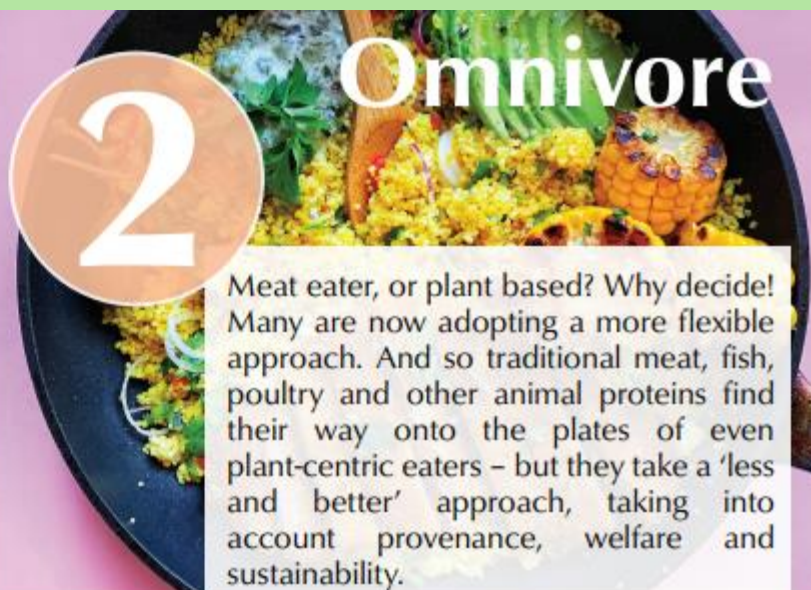 Omnivore
2
Meat eater, or plant based? Why decide!
Many are now adopting a more flexible
approach. And so traditional meat, fish,
poultry and other animal proteins find
their way onto the plates of even
plant-centric eaters – but they take a ‘less
and better’ approach, taking into
account provenance, welfare and
sustainability.